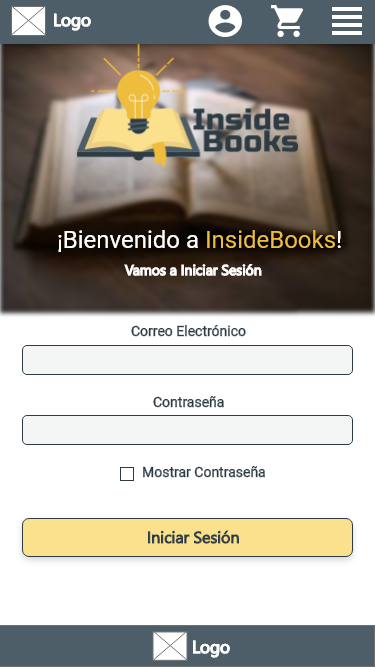 Logo
Inside
Books
¡Bienvenido a InsideBooks!
Vamos a Iniciar Sesión
Correo Electrónico
Contraseña
Mostrar Contraseña
Iniciar Sesión
Logo